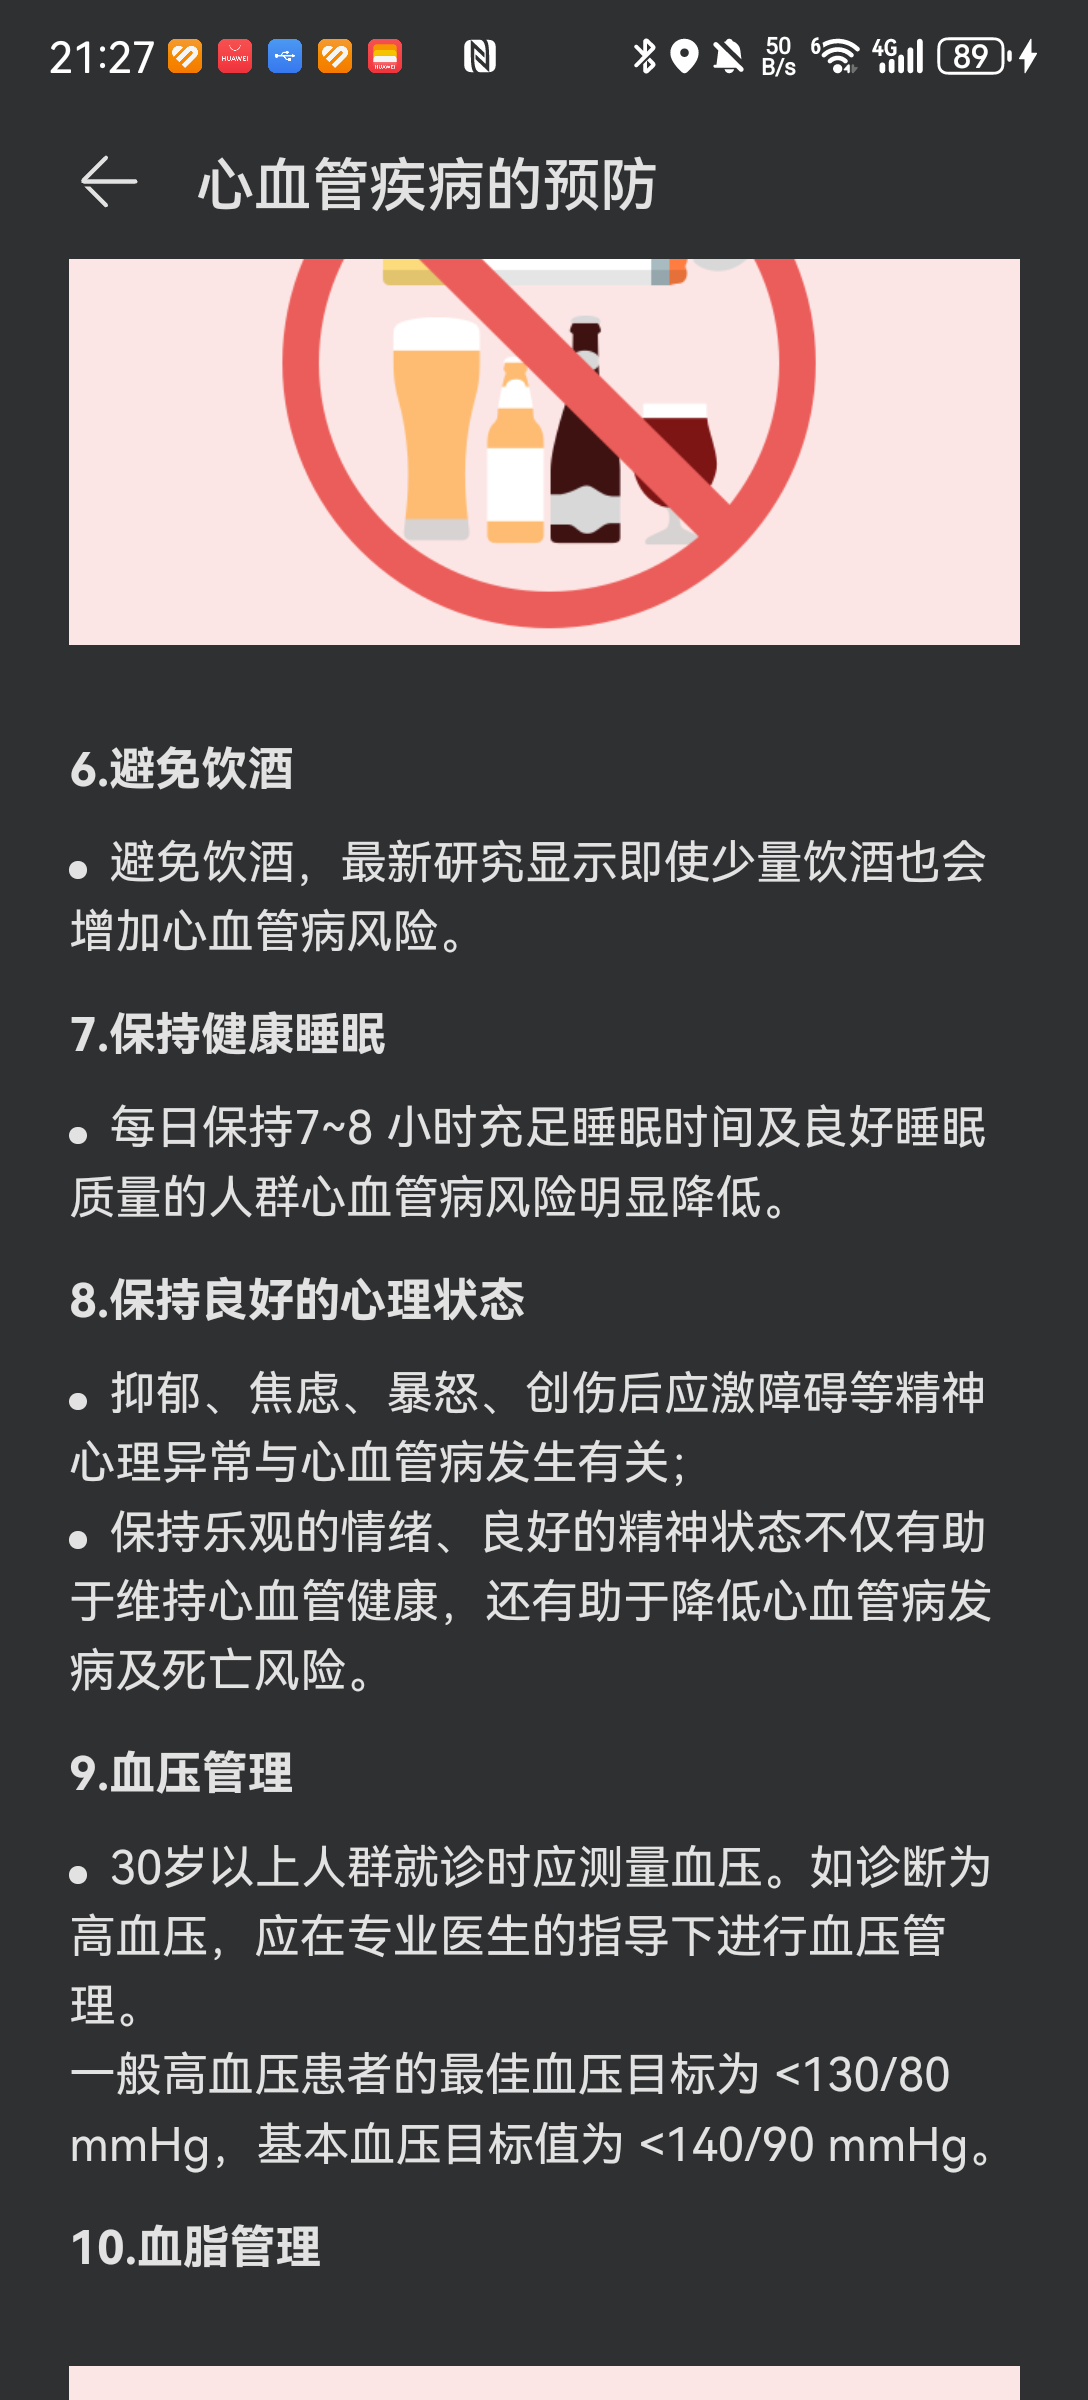 21:27
HUAWEI
HUAWEI
50 B/s
6
4G
89
心血管疾病的预防
6.避免饮酒
● 避免饮酒，最新研究显示即使少量饮酒也会
增加心血管病风险。
7.保持健康睡眠
● 每日保持7~8 小时充足睡眠时间及良好睡眠
质量的人群心血管病风险明显降低。
8.保持良好的心理状态
● 抑郁、焦虑、暴怒、创伤后应激障碍等精神
心理异常与心血管病发生有关；
● 保持乐观的情绪、良好的精神状态不仅有助
于维持心血管健康，还有助于降低心血管病发
病及死亡风险。
9.血压管理
● 30岁以上人群就诊时应测量血压。如诊断为
高血压，应在专业医生的指导下进行血压管
理。
一般高血压患者的最佳血压目标为 <130/80
mmHg，基本血压目标值为 <140/90 mmHg。
10.血脂管理